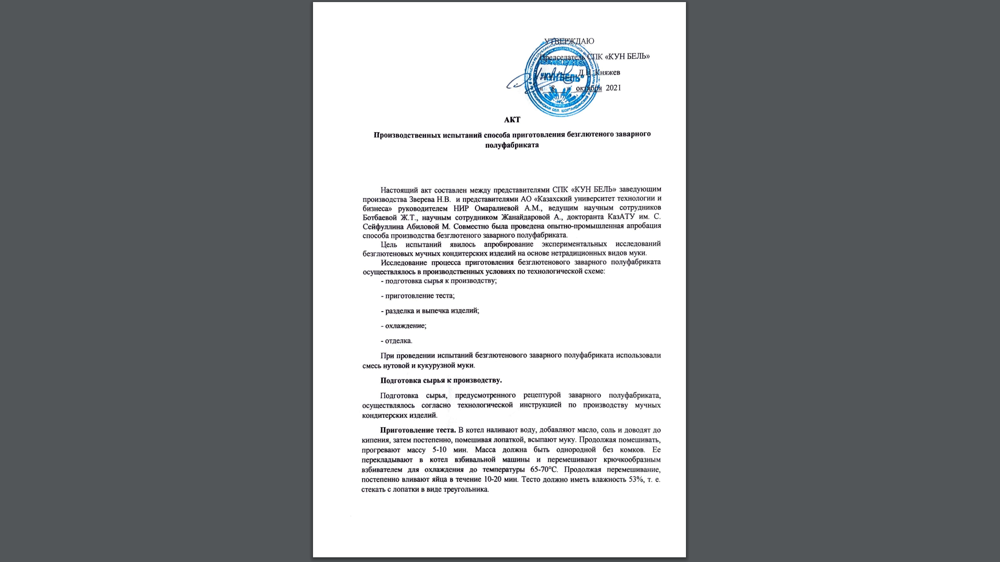 УТВЕРЖДАЮ
Председатель СПК «КУН БЕЛЬ»
Д.Н. Княжев
« 8 » октября 2021
"КУН БЕЛЬ"
АКМОЛИНСКАЯ ОБЛ. ШОРТАНДИНСКИЙ
АКТ
Производственных испытаний способа приготовления безглютеного заварного
полуфабриката
Настоящий акт составлен между представителями СПК «КУН БЕЛЬ» заведующим
производства Зверева Н.В. и представителями АО «Казахский университет технологии и
бизнеса» руководителем НИР Омаралиевой А.М., ведущим научным сотрудников
Ботбаевой Ж.Т., научным сотрудником Жанайдаровой А., докторанта КазАТУ им. С.
Сейфуллина Абиловой М. Совместно была проведена опытно-промышленная апробация
способа производства безглютеного заварного полуфабриката.
Цель испытаний явилось апробирование экспериментальных исследований
безглютеновых мучных кондитерских изделий на основе нетрадиционных видов муки.
Исследование процесса приготовления безглютенового заварного полуфабриката
осуществлялось в производственных условиях по технологической схеме:
- подготовка сырья к производству;
- приготовление теста;
- разделка и выпечка изделий;
- охлаждение;
- отделка.
При проведении испытаний безглютенового заварного полуфабриката использовали
смесь нутовой и кукурузной муки.
Подготовка сырья к производству.
Подготовка сырья, предусмотренного рецептурой заварного полуфабриката,
осуществлялось согласно технологической инструкцией по производству мучных
кондитерских изделий.
Приготовление теста. В котел наливают воду, добавляют масло, соль и доводят до
кипения, затем постепенно, помешивая лопаткой, всыпают муку. Продолжая помешивать,
прогревают массу 5-10 мин. Масса должна быть однородной без комков. Ее
перекладывают в котел взбивальной машины и перемешивают крючкообразным
взбивателем для охлаждения до температуры 65-70°С. Продолжая перемешивание,
постепенно вливают яйца в течение 10-20 мин. Тесто должно иметь влажность 53%, т. е.
стекать с лопатки в виде треугольника.